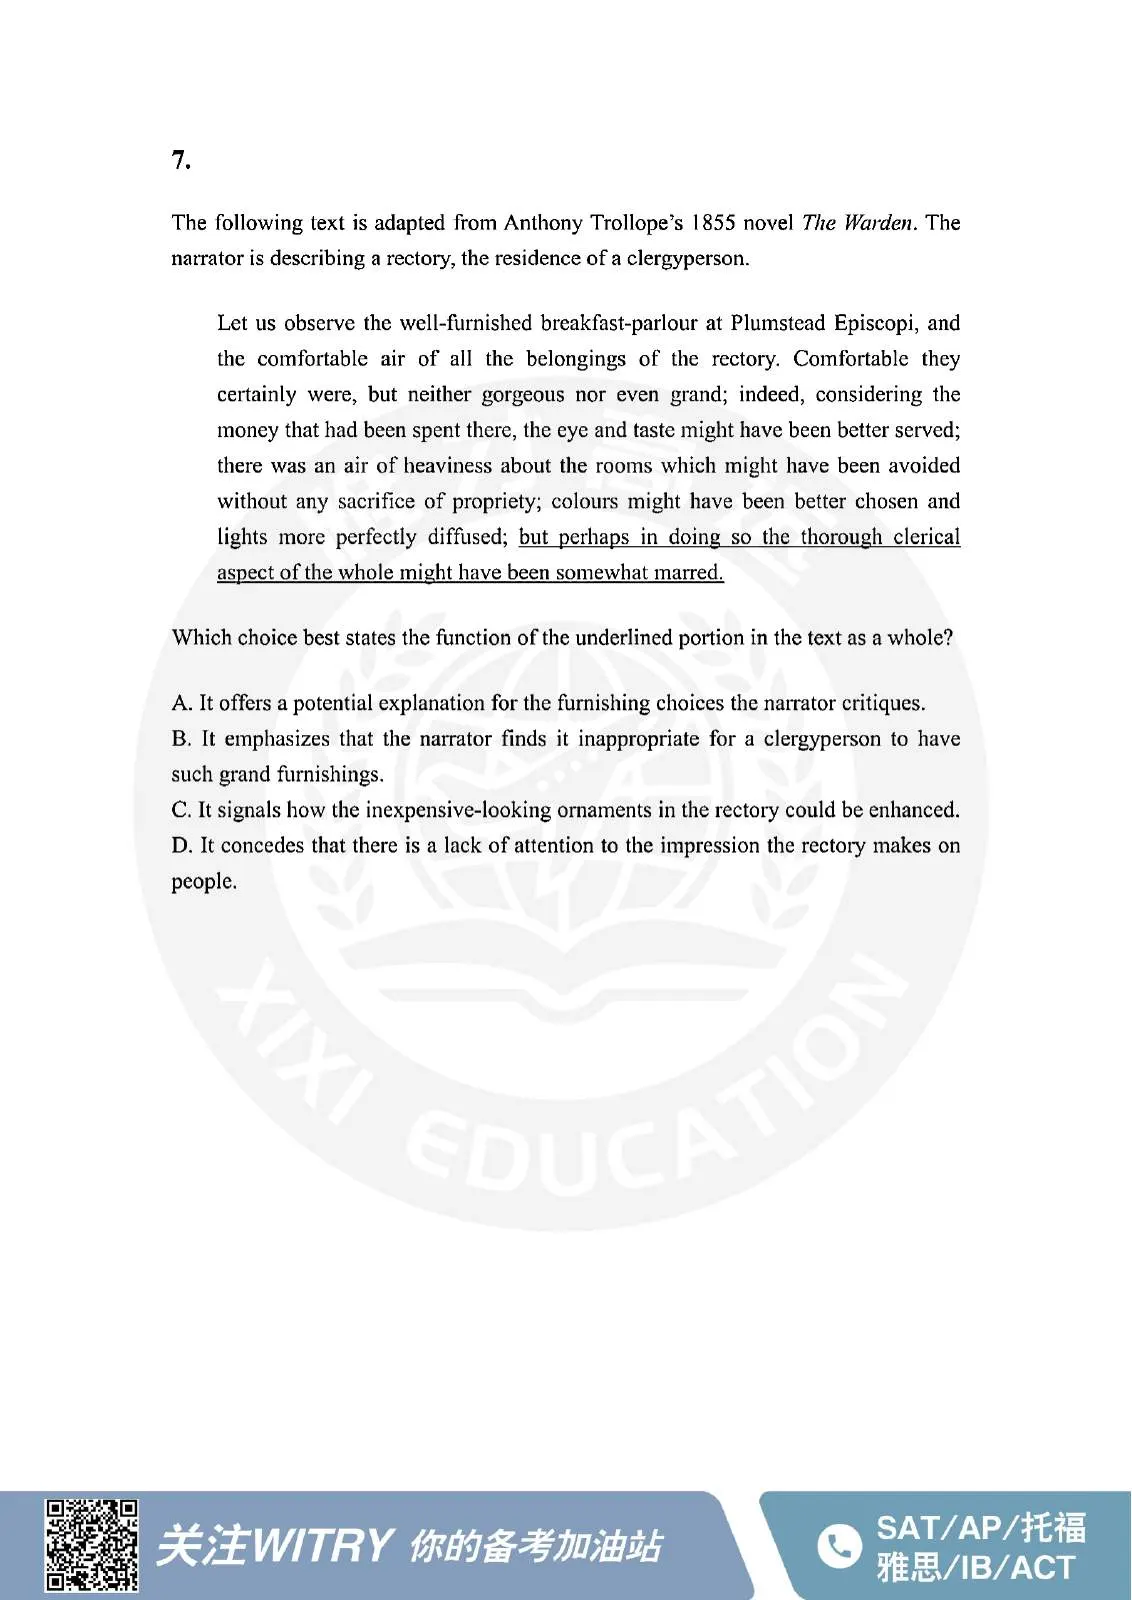 7.
The following text is adapted from Anthony Trollope's 1855 novel The Warden. The
narrator is describing a rectory, the residence of a clergyperson.
Let us observe the well-furnished breakfast-parlour at Plumstead Episcopi, and
the comfortable air of all the belongings of the rectory. Comfortable they
certainly were, but neither gorgeous nor even grand; indeed, considering the
money that had been spent there, the eye and taste might have been better served;
there was an air of heaviness about the rooms which might have been avoided
without any sacrifice of propriety; colours might have been better chosen and
lights more perfectly diffused; but perhaps in doing so the thorough clerical
aspect of the whole might have been somewhat marred.
Which choice best states the function of the underlined portion in the text as a whole?
A. It offers a potential explanation for the furnishing choices the narrator critiques.
B. It emphasizes that the narrator finds it inappropriate for a clergyperson to have
such grand furnishings.
C. It signals how the inexpensive-looking ornaments in the rectory could be enhanced.
D. It concedes that there is a lack of attention to the impression the rectory makes on
people.
XIXI EDUCATION
关注WITRY 你的备考加油站
SAT/AP/托福
雅思/IB/ACT